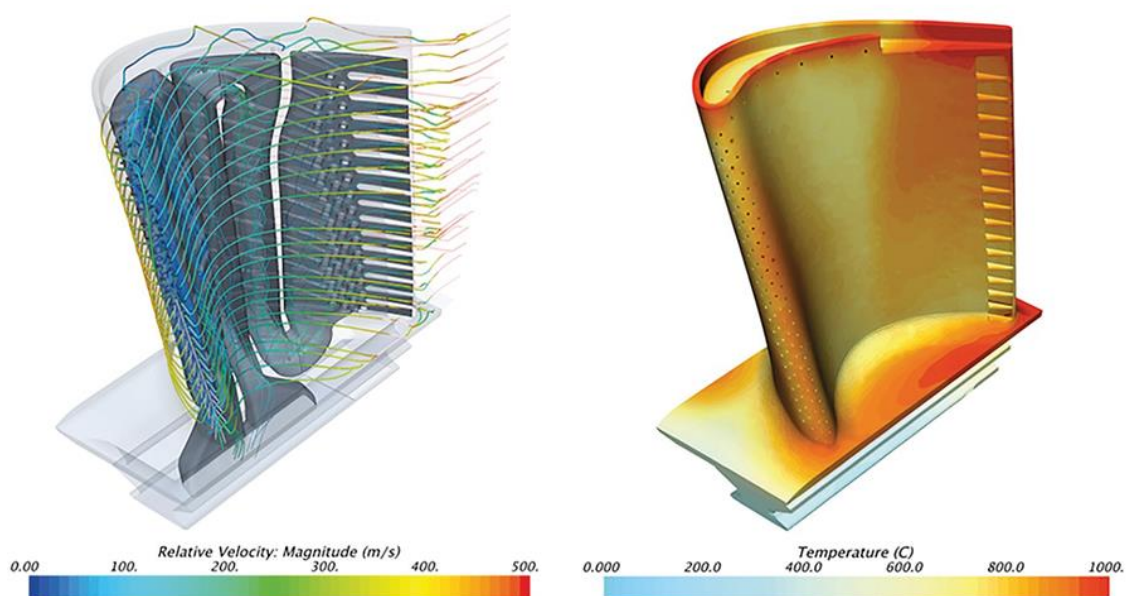 Relative Velocity: Magnitude (m/s)
0.00 100. 200. 300. 400. 500.
Temperature (C)
0.000 200.0 400.0 600.0 800.0 1000.